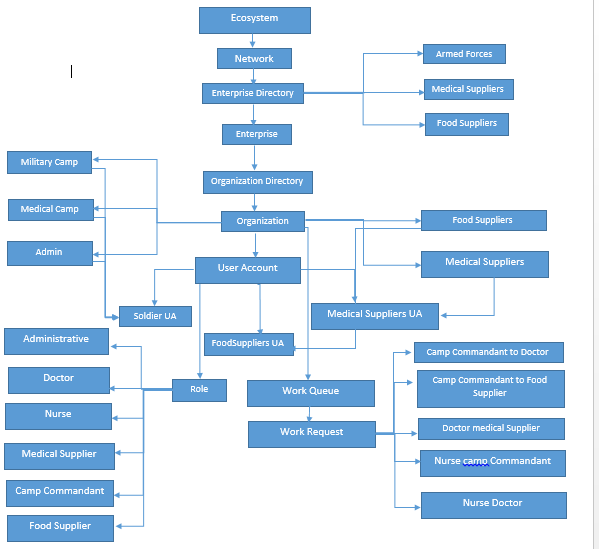 Ecosystem
Network
Armed Forces
Enterprise Directory
Medical Suppliers
Food Suppliers
Enterprise
Military Camp
Organization Directory
Medical Camp
Organization
Food Suppliers
Admin
User Account
Medical Suppliers
Soldier UA
Medical Suppliers UA
Administrative
FoodSuppliers UA
Camp Commandant to Doctor
Doctor
Role
Work Queue
Camp Commandant to Food
Supplier
Nurse
Work Request
Doctor medical Supplier
Medical Supplier
Nurse camp Commandant
Camp Commandant
Nurse Doctor
Food Supplier